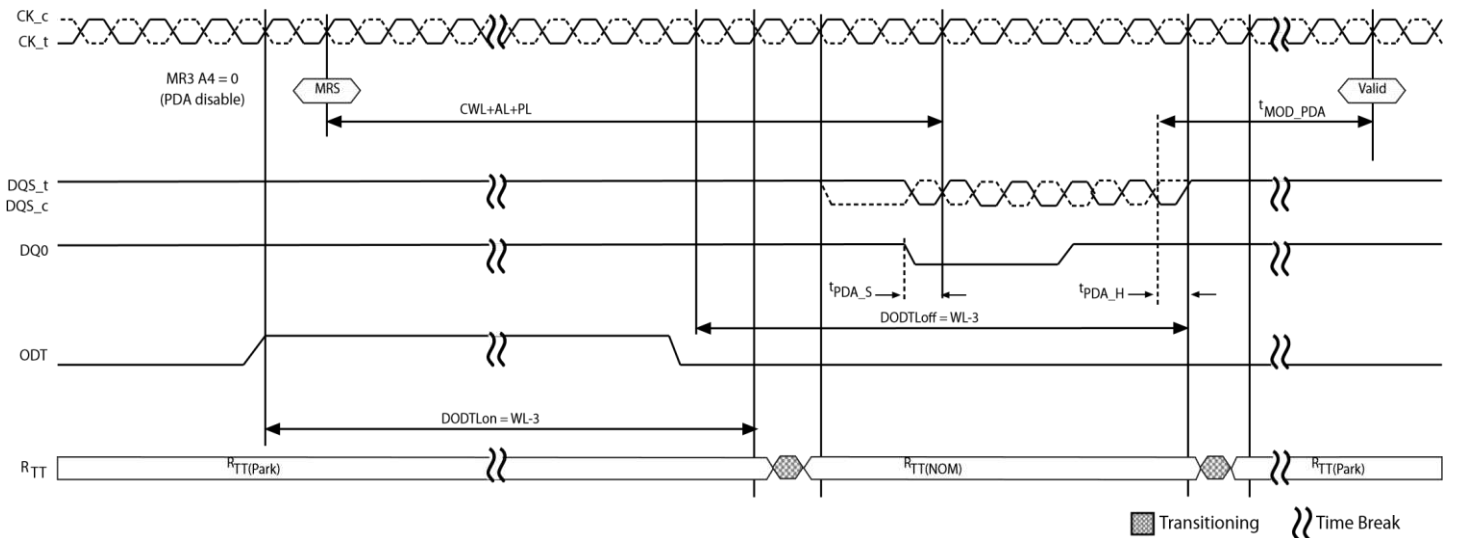 CK_c
CK_t
MR3 A4 = 0
(PDA disable)
MRS
Valid
CWL+AL+PL
tMOD_PDA
DQS_t
DQS_c
DQ0
tPDA_S
tPDA_H
DODTLoff = WL-3
ODT
DODTLon = WL-3
RTT
RTT(Park)
RTT(NOM)
RTT(Park)
Transitioning
Time Break